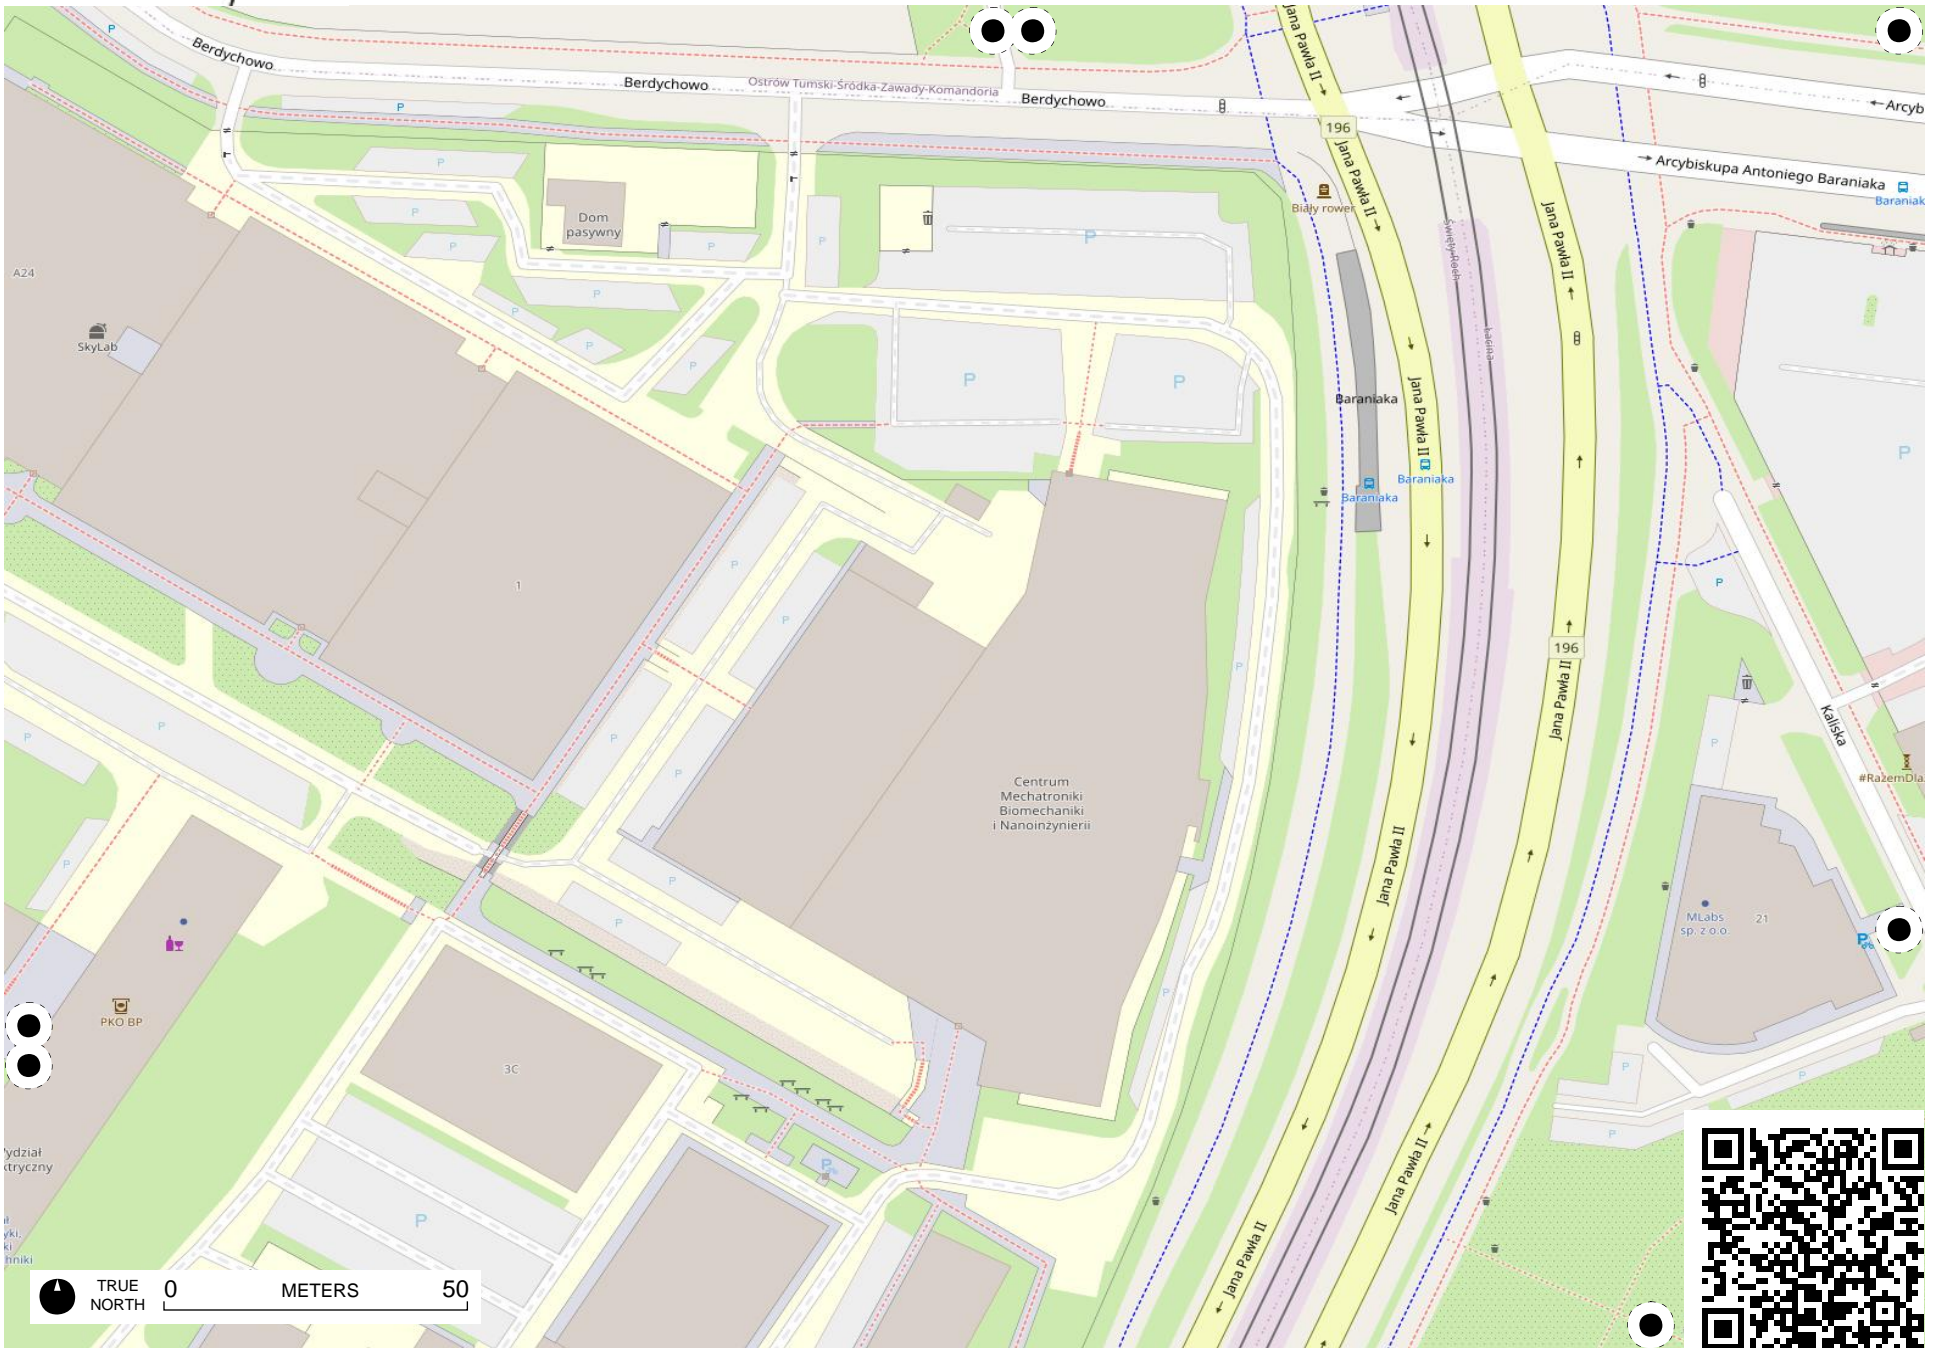 P
Berdychowo
Berdychowo
Ostrów Tumski-Śródka-Zawady-Komandoria
Berdychowo
Jana Pawła II
Arcyb
P
196
Arcybiskupa Antoniego Baraniaka
Baraniak
Jana Pawła II
P
P
Biały rower
Jana Pawła II
Dom
pasywny
P
P
P
P
Święty Roch
A24
P
P
SkyLab
P
P
P
P
Łacina
Baraniaka
Jana Pawła II
P
Baraniaka
Baraniaka
P
P
1
P
P
196
P
Jana Pawła II
Kaliska
P
P
P
P
P
#RazemDla
Centrum
Mechatroniki
Biomechaniki
i Nanoinżynierii
Jana Pawła II
P
P
P
MLabs
sp. z o.o.
21
P
P
PKO BP
3C
P
P
P
Jana Pawła II
P
P
Jana Pawła II
TRUE
NORTH
0
METERS
50